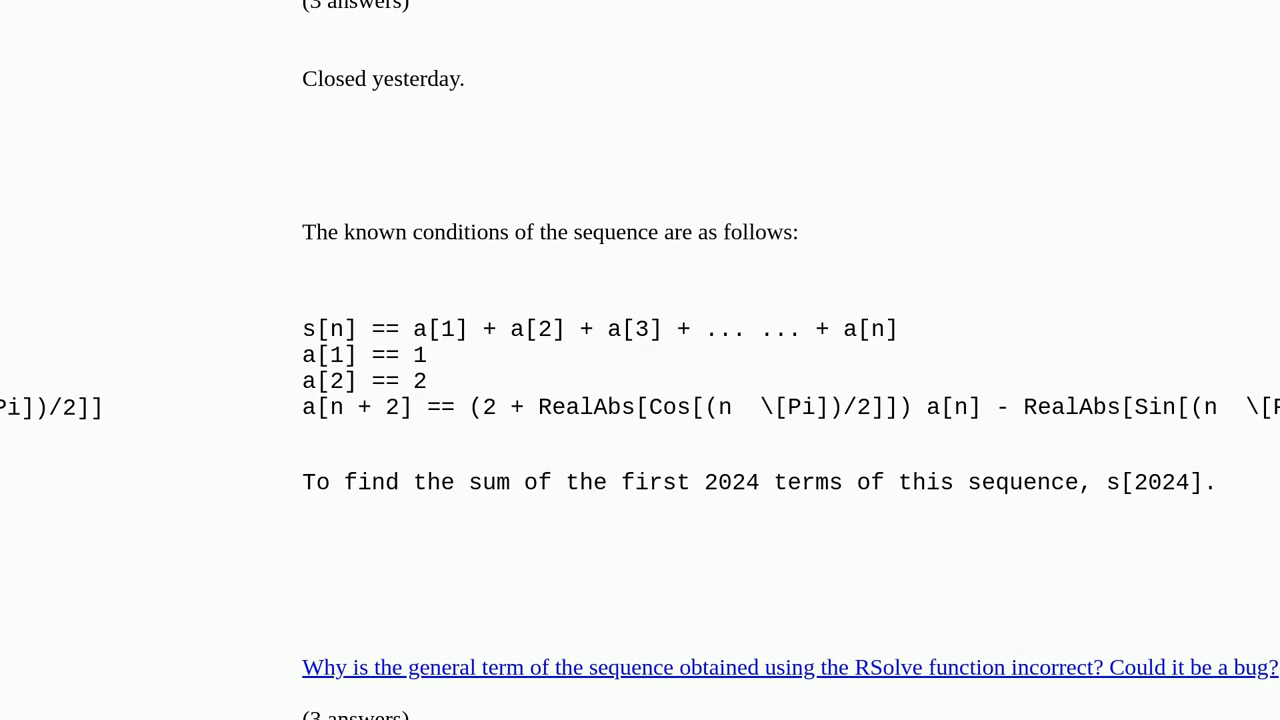 (3 answers)
Closed yesterday.
The known conditions of the sequence are as follows:
s[n] == a[1] + a[2] + a[3] + ... ... + a[n]
a[1] == 1
a[2] == 2
Pi])/2]]
a[n + 2] == (2 + RealAbs[Cos[(n  \[Pi])/2]]) a[n] - RealAbs[Sin[(n  \[P
To find the sum of the first 2024 terms of this sequence, s[2024].
Why is the general term of the sequence obtained using the RSolve function incorrect? Could it be a bug?
(3 answers)